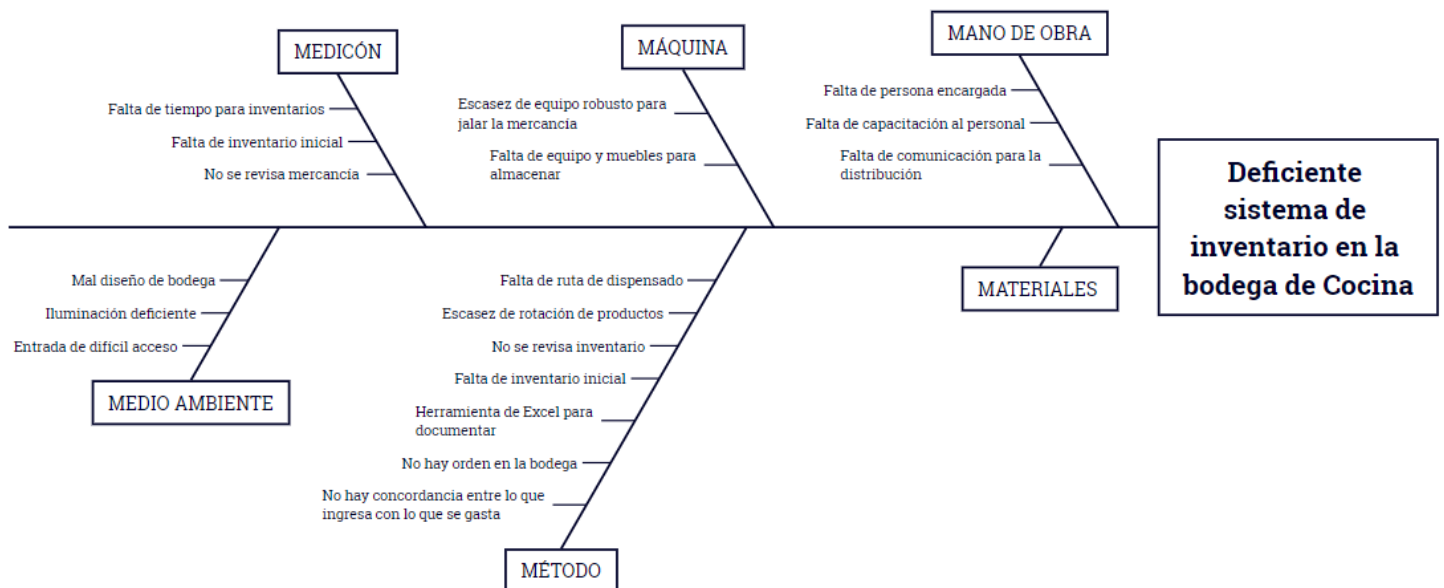 MEDICÓN
Falta de tiempo para inventarios
Falta de inventario inicial
No se revisa mercancía
MÁQUINA
Escasez de equipo robusto para
jalar la mercancía
Falta de equipo y muebles para
almacenar
MANO DE OBRA
Falta de persona encargada
Falta de capacitación al personal
Falta de comunicación para la
distribución
Deficiente
sistema de
inventario en la
bodega de Cocina
Mal diseño de bodega
Iluminación deficiente
Entrada de difícil acceso
MEDIO AMBIENTE
Falta de ruta de dispensado
Escasez de rotación de productos
No se revisa inventario
Falta de inventario inicial
Herramienta de Excel para
documentar
No hay orden en la bodega
No hay concordancia entre lo que
ingresa con lo que se gasta
MÉTODO
MATERIALES